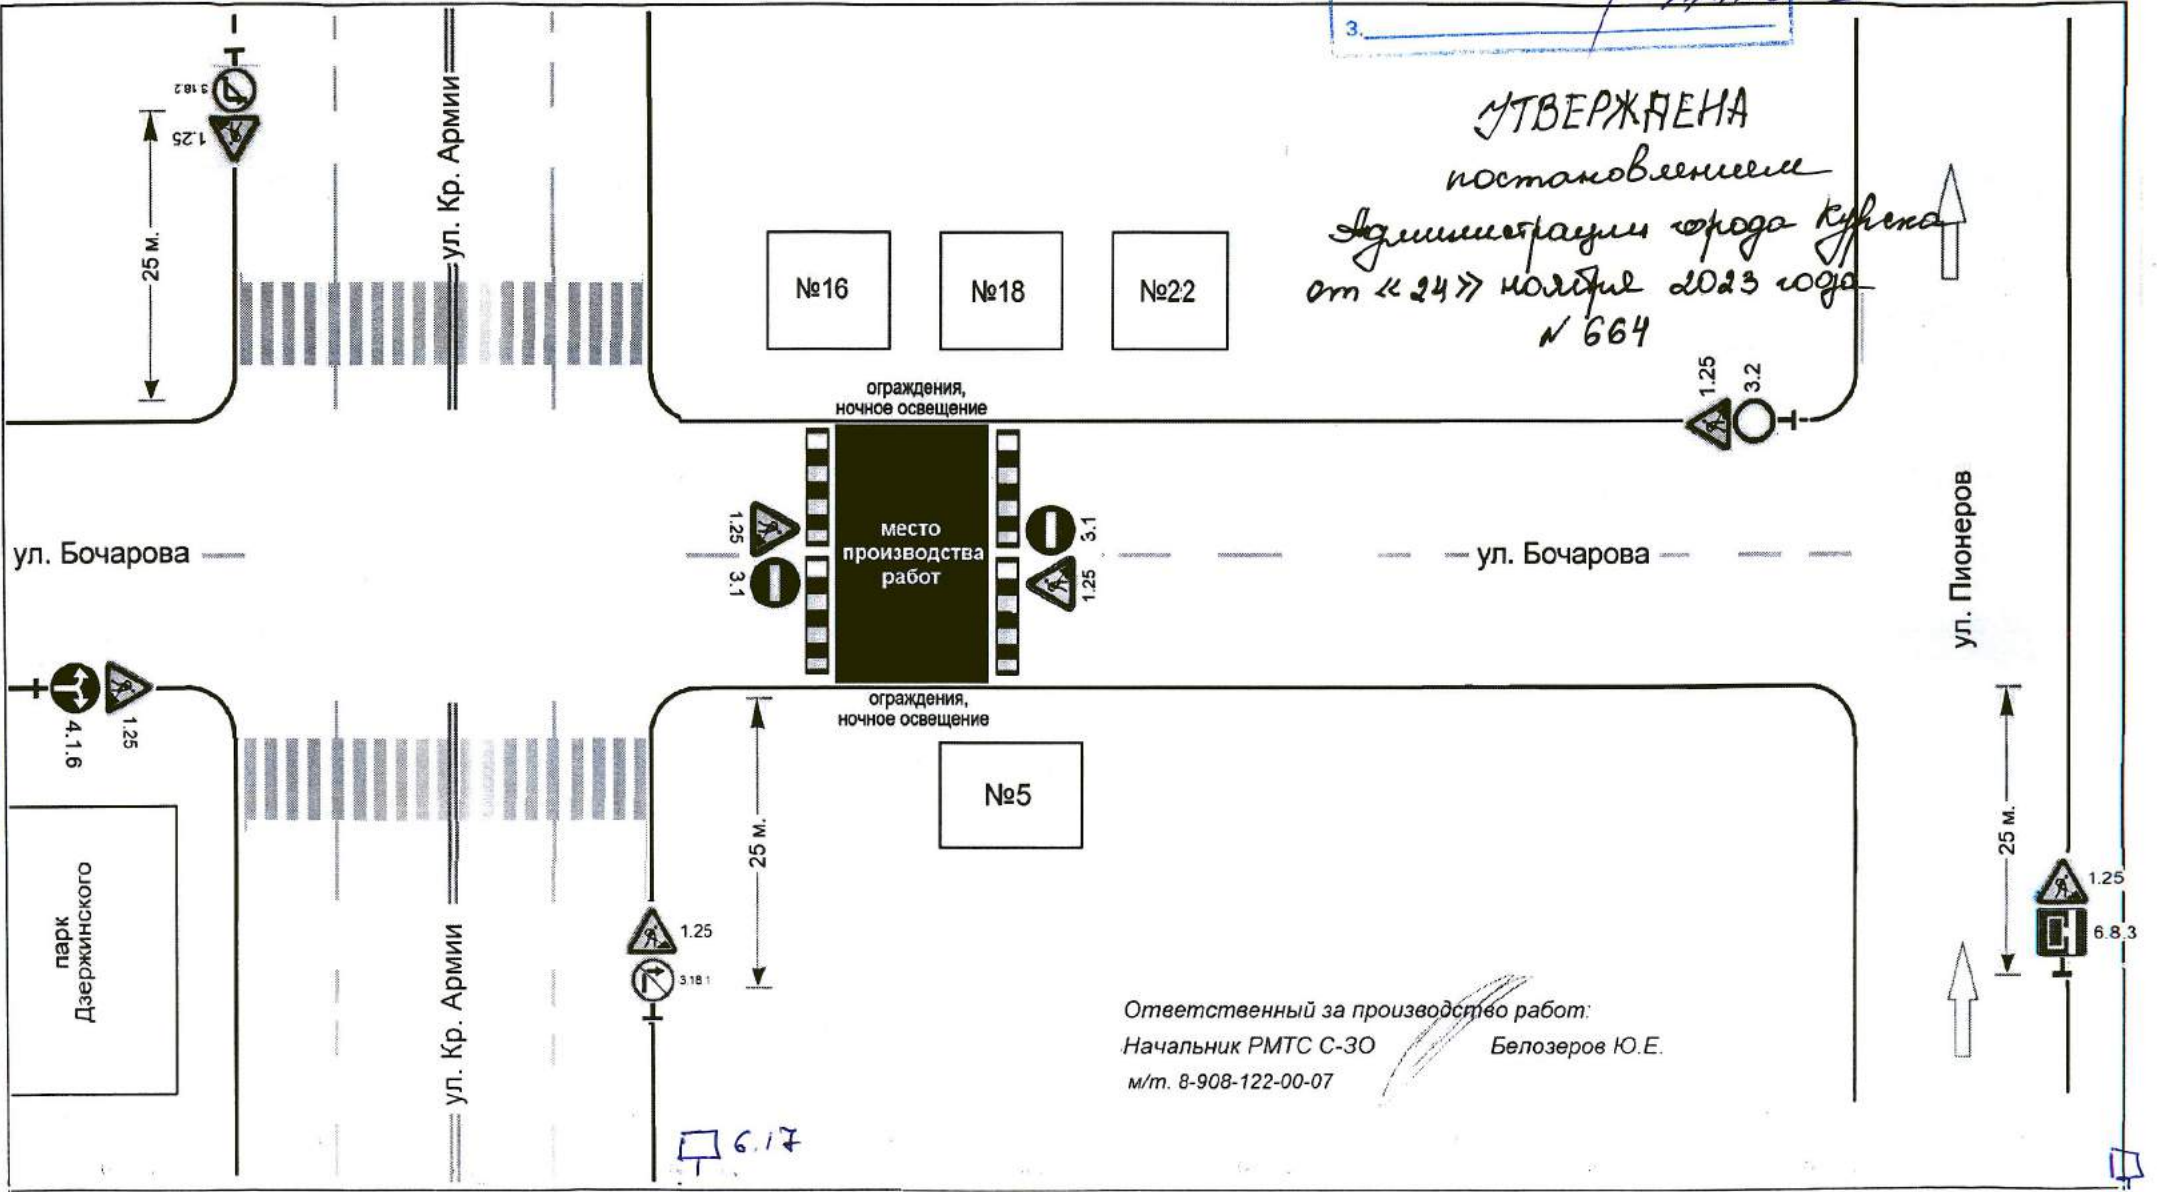 3.
УТВЕРЖДЕНА
постановлением
Администрации города Курска
от «24» ноября 2023 года
№ 664
3.18.2
1.25
25 м.
ул. Кр. Армии
№16
№18
№22
ограждения,
ночное освещение
1.25
3.2
ул. Бочарова
1.25
3.1
место
производства
работ
3.1
1.25
ул. Бочарова
ул. Пионеров
4.1.6
1.25
ограждения,
ночное освещение
№5
25 м.
25 м.
парк
Дзержинского
ул. Кр. Армии
1.25
3.18.1
1.25
6.8.3
Ответственный за производство работ:
Начальник РМТС С-ЗО Белозеров Ю.Е.
м/т. 8-908-122-00-07
6.17